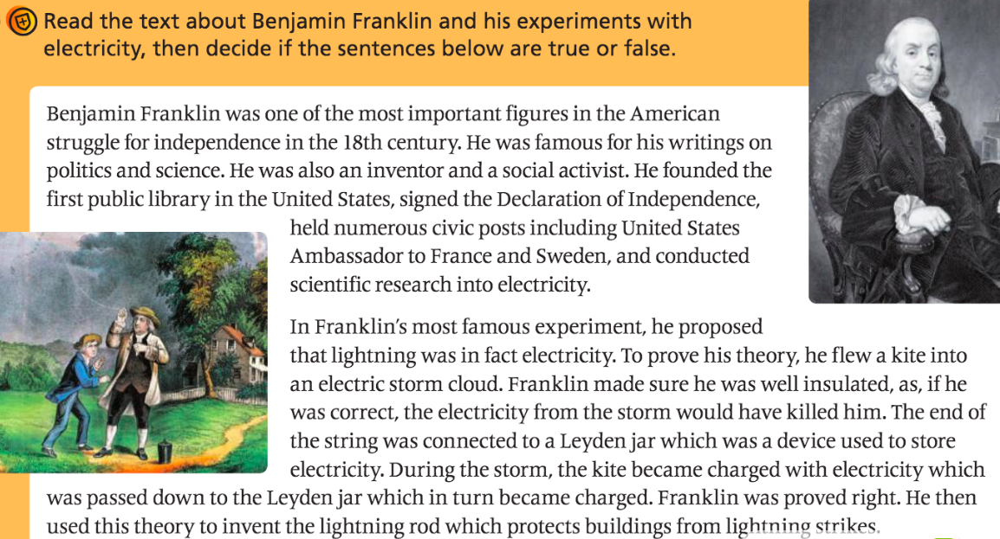 Read the text about Benjamin Franklin and his experiments with
electricity, then decide if the sentences below are true or false.
Benjamin Franklin was one of the most important figures in the American
struggle for independence in the 18th century. He was famous for his writings on
politics and science. He was also an inventor and a social activist. He founded the
first public library in the United States, signed the Declaration of Independence,
held numerous civic posts including United States
Ambassador to France and Sweden, and conducted
scientific research into electricity.
In Franklin's most famous experiment, he proposed
that lightning was in fact electricity. To prove his theory, he flew a kite into
an electric storm cloud. Franklin made sure he was well insulated, as, if he
was correct, the electricity from the storm would have killed him. The end of
the string was connected to a Leyden jar which was a device used to store
electricity. During the storm, the kite became charged with electricity which
was passed down to the Leyden jar which in turn became charged. Franklin was proved right. He then
used this theory to invent the lightning rod which protects buildings from lightning strikes.